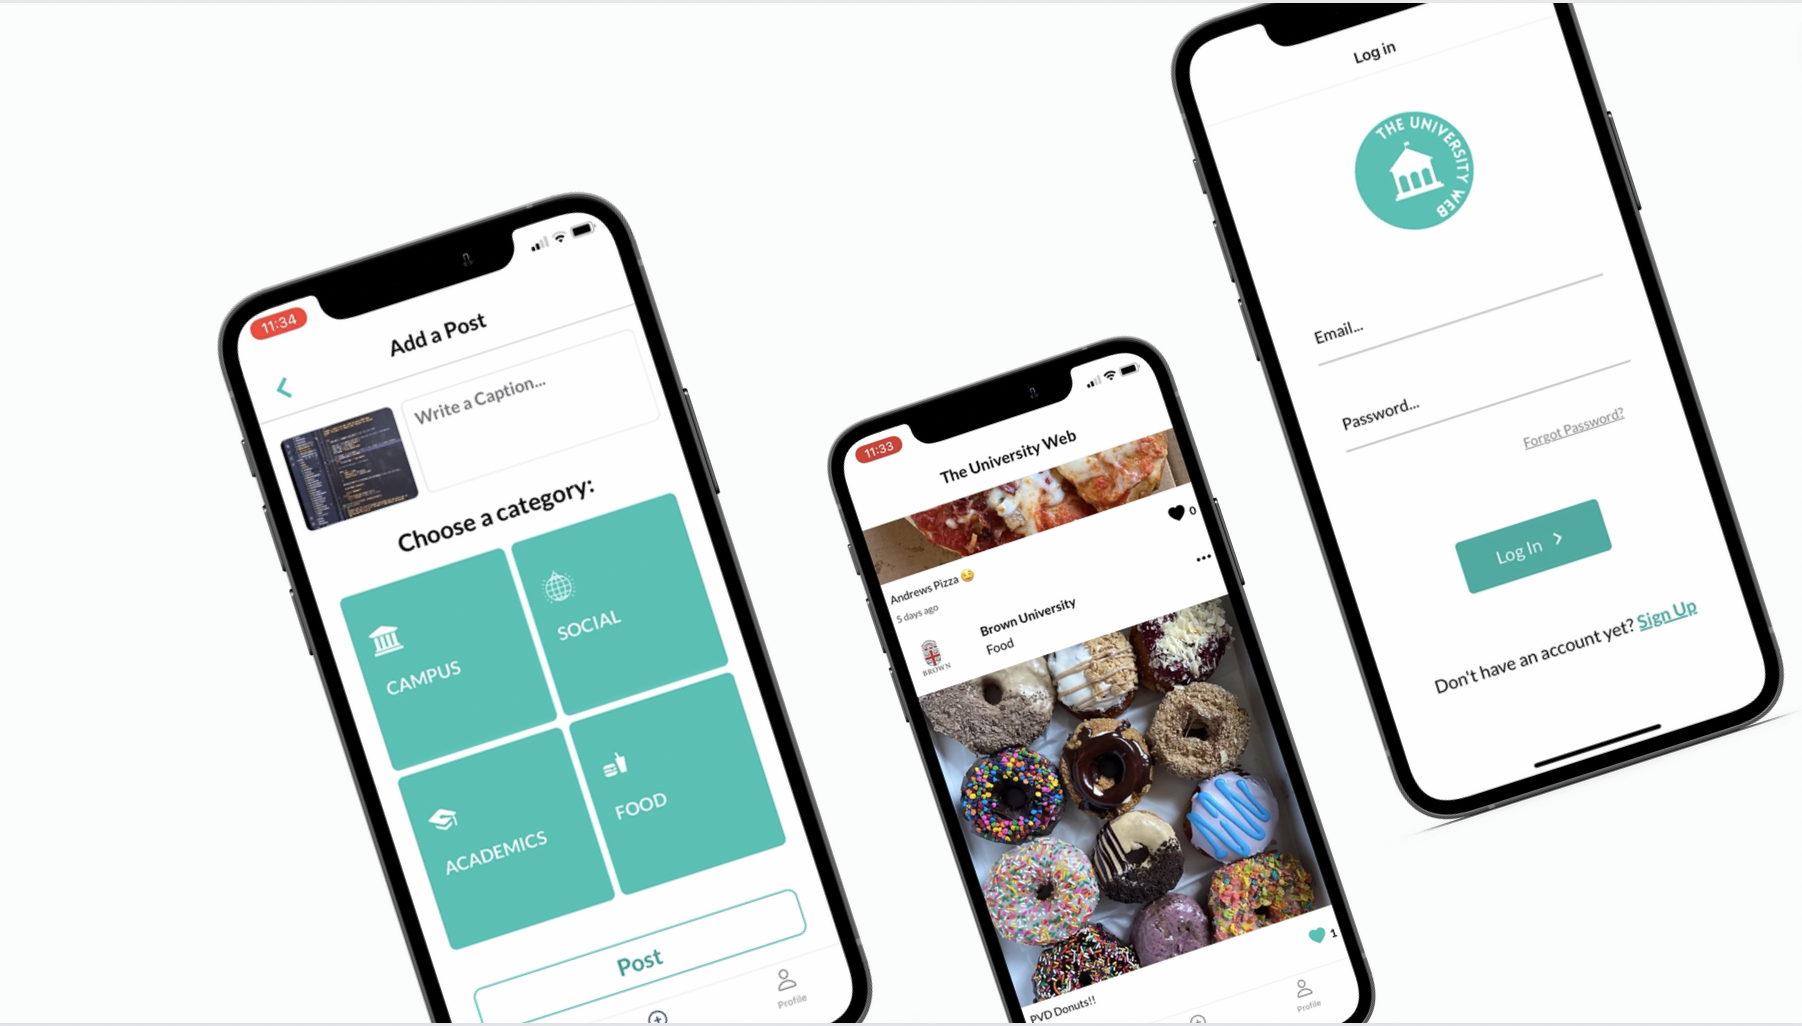 11:34
Add a Post
Write a Caption...
Choose a category:
CAMPUS
SOCIAL
ACADEMICS
FOOD
Post
Profile
11:33
The University Web
0
Andrews Pizza 😉
5 days ago
BROWN
Brown University
Food
1
PVD Donuts!!
Profile
Log in
THE UNIVERSITY WEB
Email...
Password...
Forgot Password?
Log In
Don't have an account yet? Sign Up